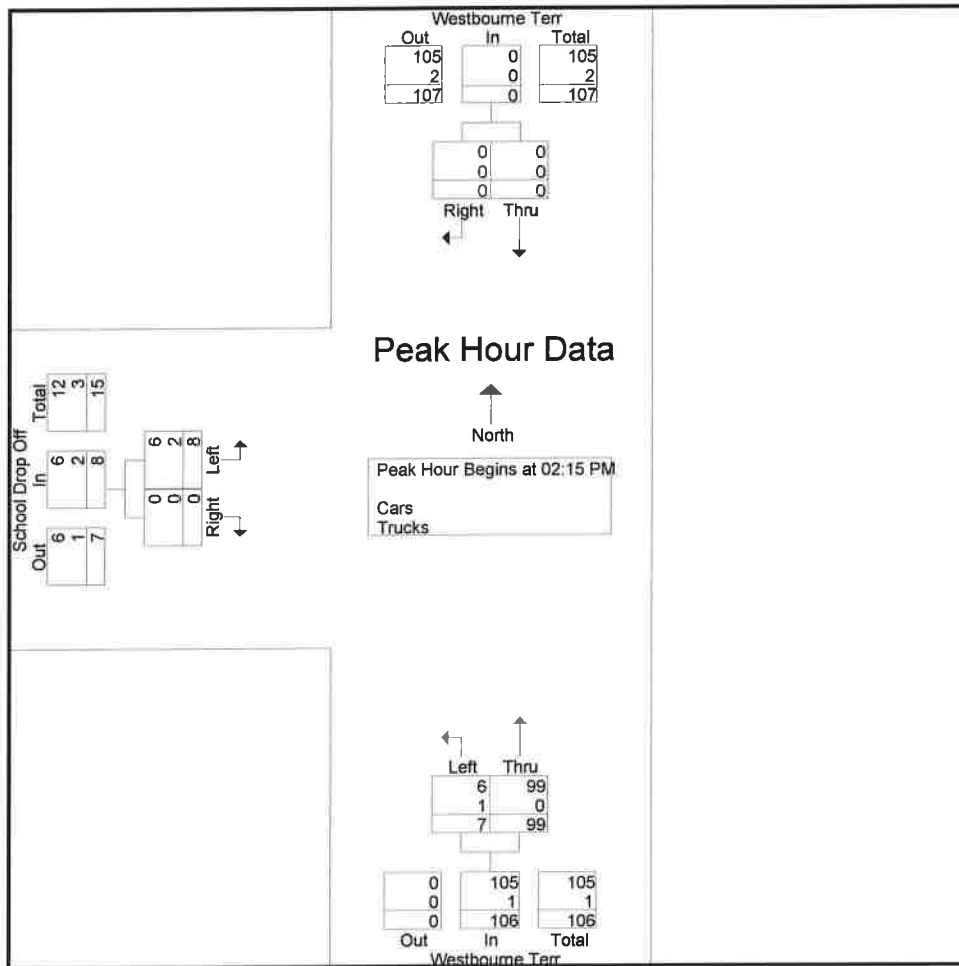 Westbourne Terr
Out In Total
105 0 105
2 0 2
107 0 107
0 0
0 0
0 0
Right Thru
Peak Hour Data
North
Peak Hour Begins at 02:15 PM
Cars
Trucks
School Drop Off
Total
12 3 15
In
6 2 8
Out
6 1 7
Left
6 2 8
Right
0 0 0
Left Thru
6 99
1 0
7 99
0 105 105
0 1 1
0 106 106
Out In Total
Westbourne Terr